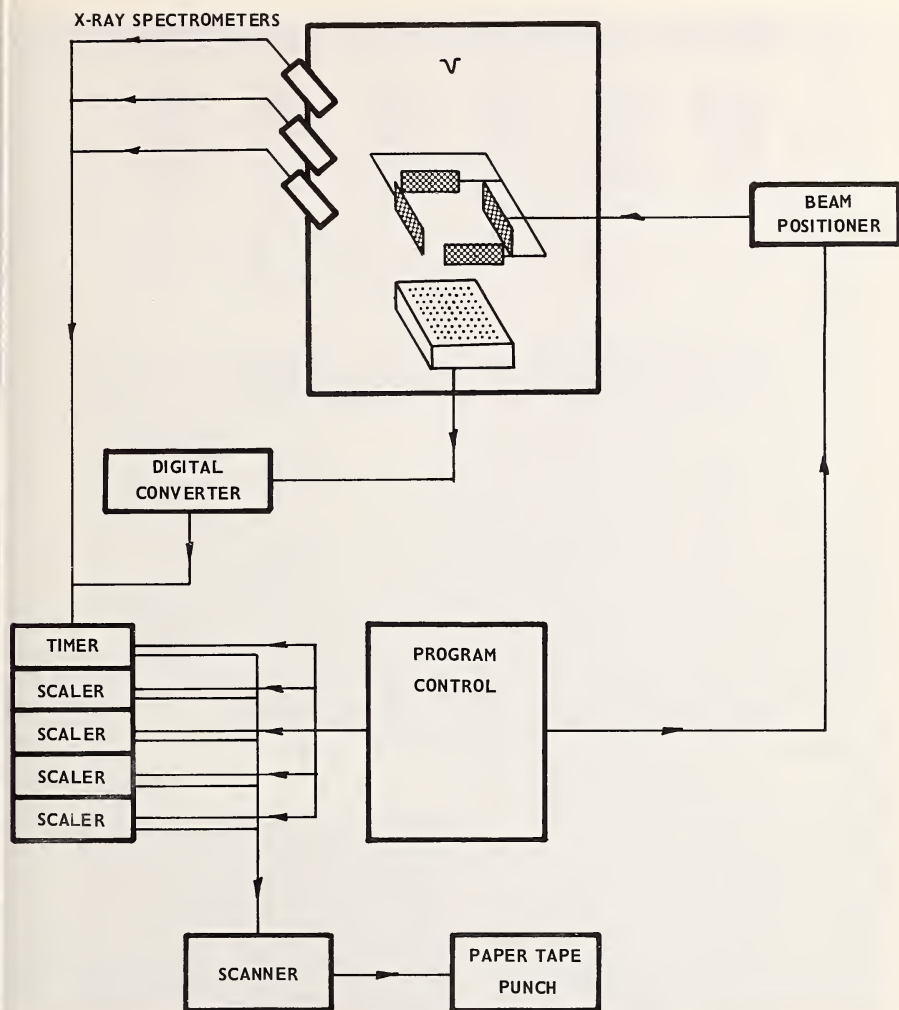 X-RAY SPECTROMETERS
BEAM
POSITIONER
DIGITAL
CONVERTER
TIMER
SCALER
SCALER
SCALER
SCALER
PROGRAM
CONTROL
SCANNER
PAPER TAPE
PUNCH